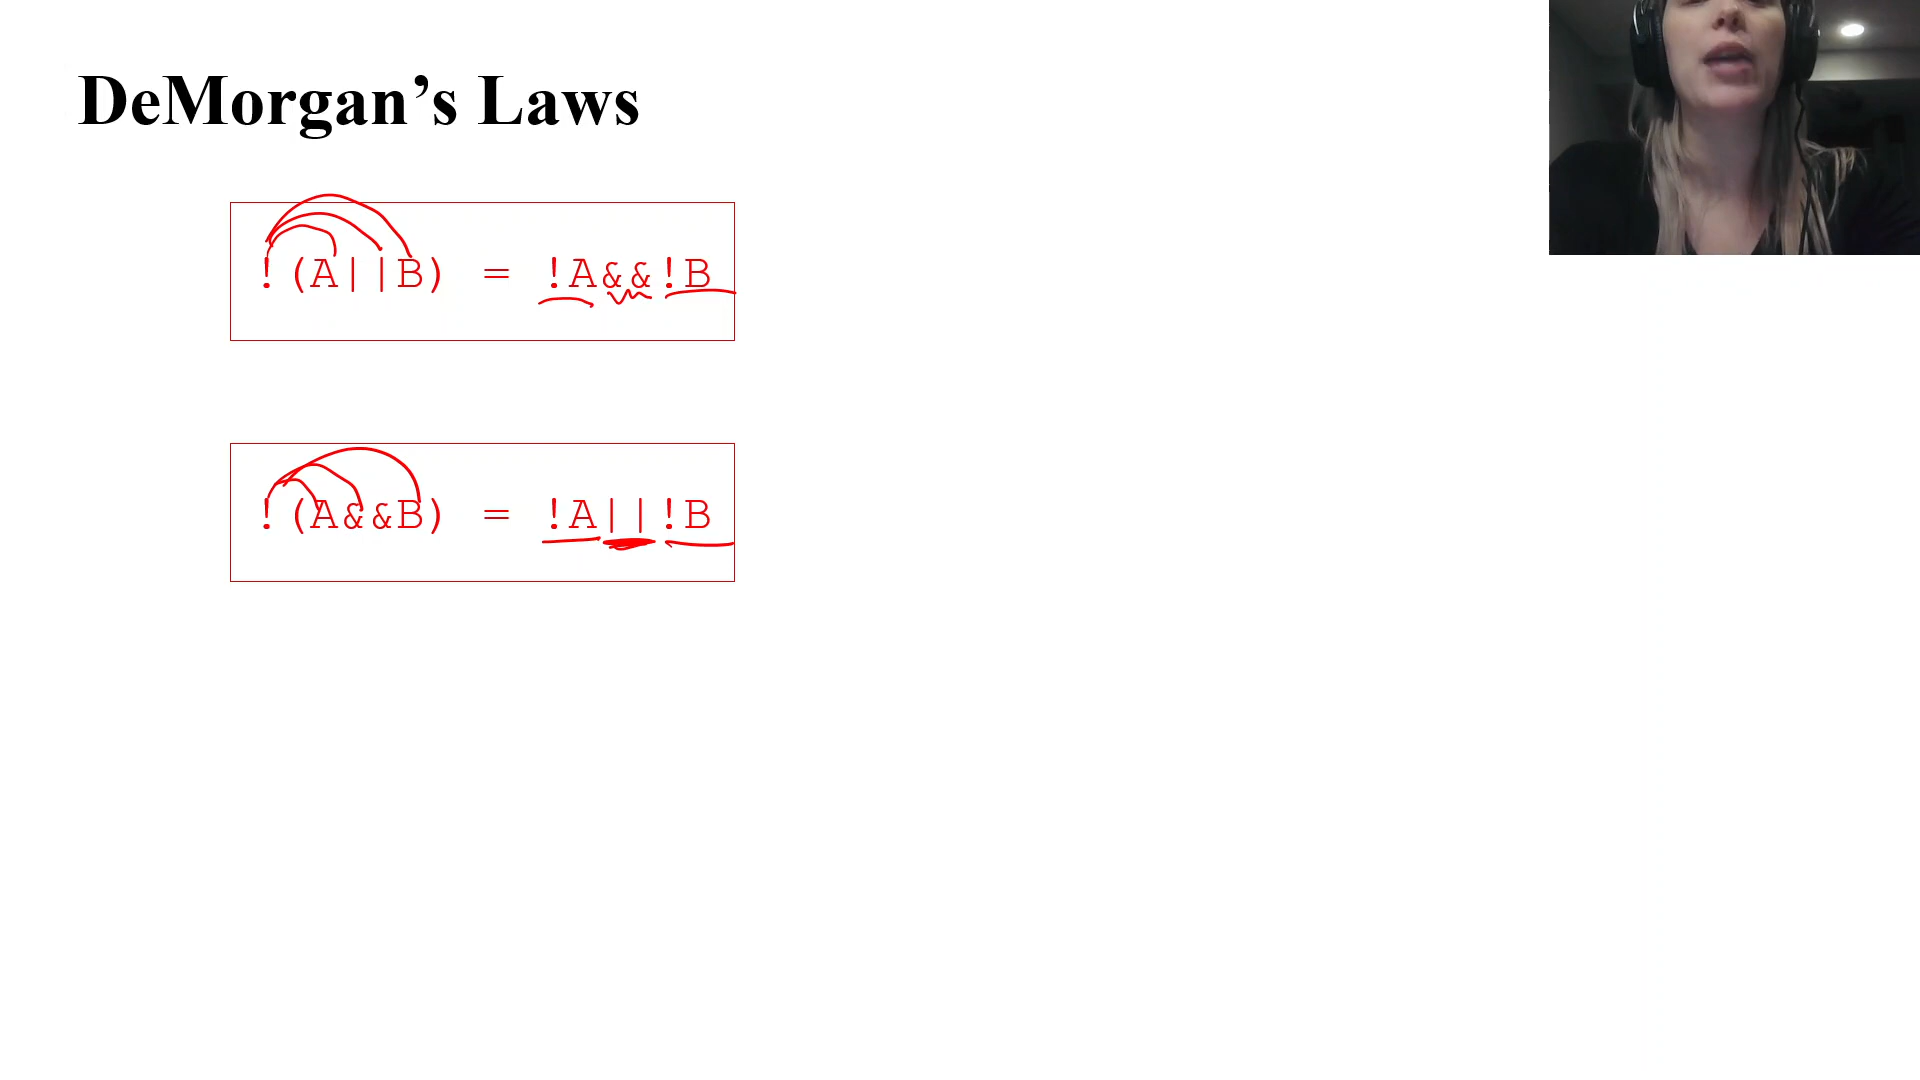 DeMorgan’s Laws
!(A||B) = !A&&!B
!(A&&B) = !A||!B